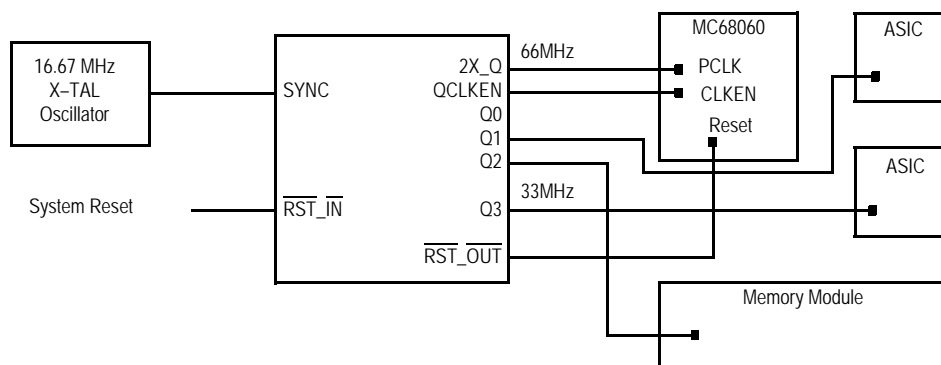 MC68060
ASIC
16.67 MHz
X–TAL
Oscillator
SYNC
2X_Q
66MHz
PCLK
QCLKEN
CLKEN
Q0
Q1
Reset
Q2
ASIC
System Reset
RST_IN
Q3
33MHz
RST_OUT
Memory Module